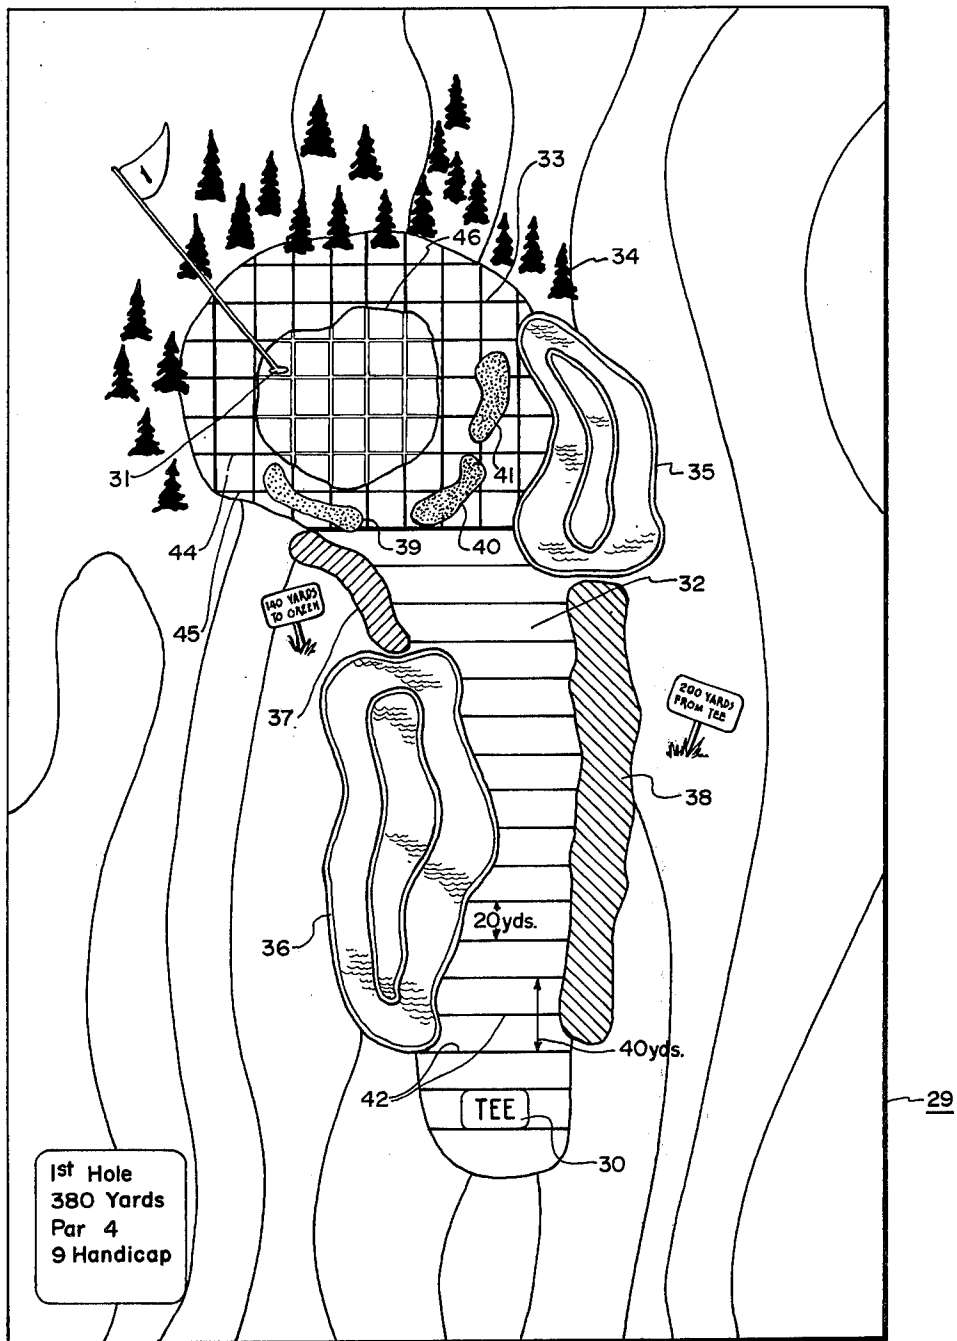 1
33
46
34
31
41
35
44
39
40
32
45
140 YARDS
TO GREEN
200 YARDS
FROM TEE
37
38
20yds.
36
40yds.
42
TEE
29
30
1st Hole
380 Yards
Par 4
9 Handicap